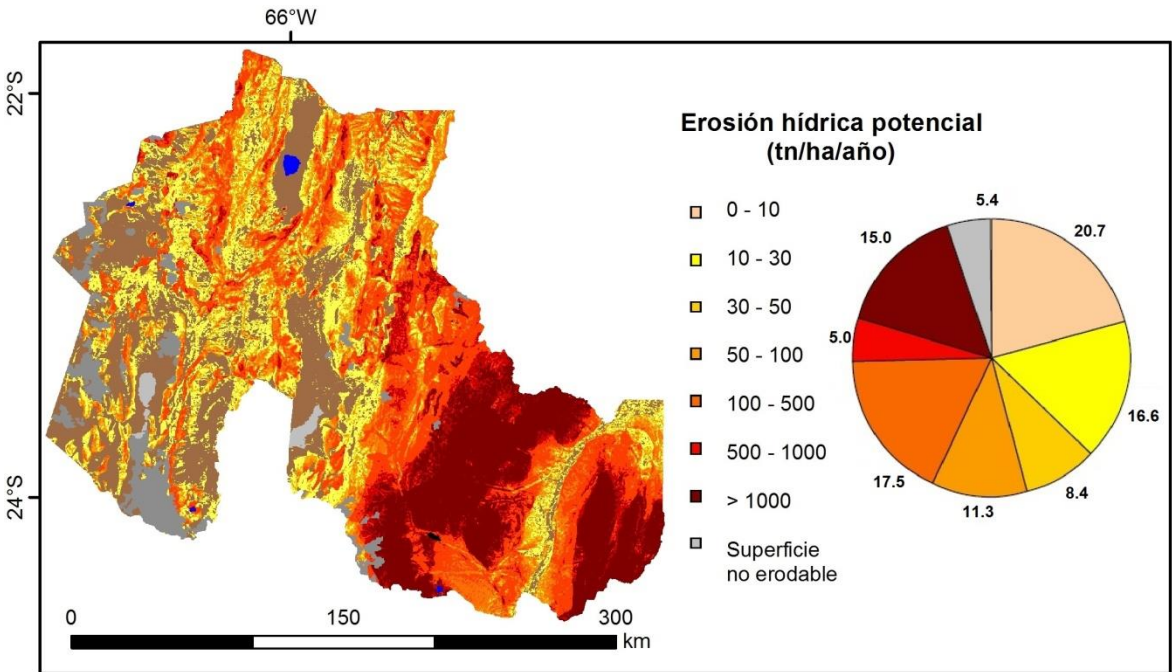 66°W
22°S
24°S
Erosión hídrica potencial
(tn/ha/año)
0 - 10
10 - 30
30 - 50
50 - 100
100 - 500
500 - 1000
> 1000
Superficie
no erodable
5.4
20.7
15.0
5.0
16.6
17.5
8.4
11.3
0
150
300
km